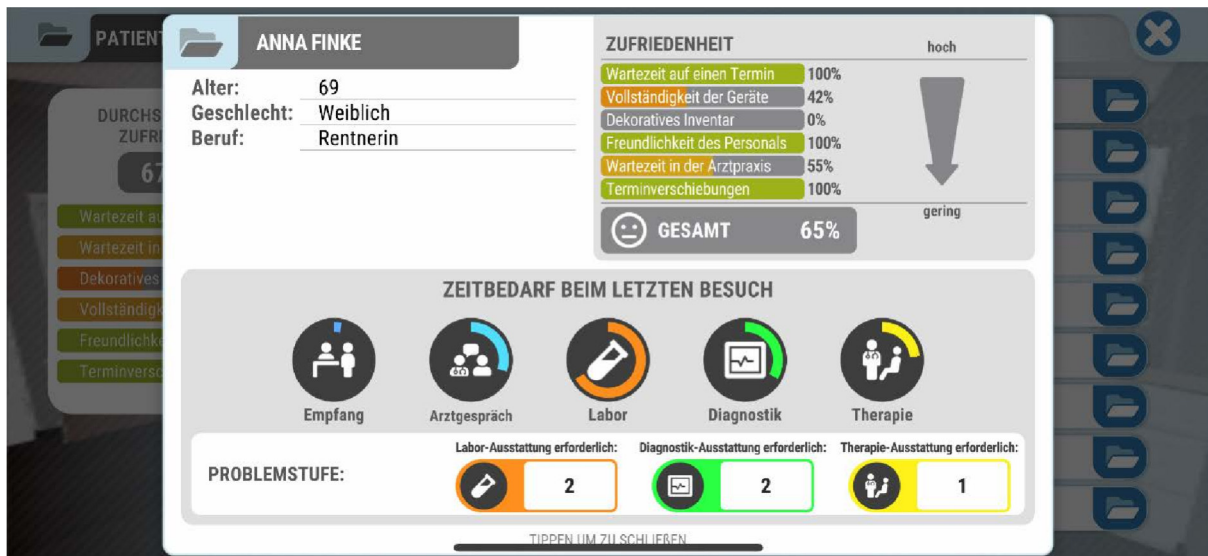 PATIENT
ANNA FINKE
Alter: 69
Geschlecht: Weiblich
Beruf: Rentnerin
ZUFRIEDENHEIT
hoch
Wartezeit auf einen Termin 100%
Vollständigkeit der Geräte 42%
Dekoratives Inventar 0%
Freundlichkeit des Personals 100%
Wartezeit in der Arztpraxis 55%
Terminverschiebungen 100%
gering
GESAMT 65%
DURCHS
ZUFRI
67
Wartezeit au
Wartezeit in
Dekoratives
Vollständigk
Freundlichke
Terminversc
ZEITBEDARF BEIM LETZTEN BESUCH
Empfang
Arztgespräch
Labor
Diagnostik
Therapie
PROBLEMSTUFE:
Labor-Ausstattung erforderlich:
2
Diagnostik-Ausstattung erforderlich:
2
Therapie-Ausstattung erforderlich:
1
TIPPEN UM ZU SCHLIEßEN